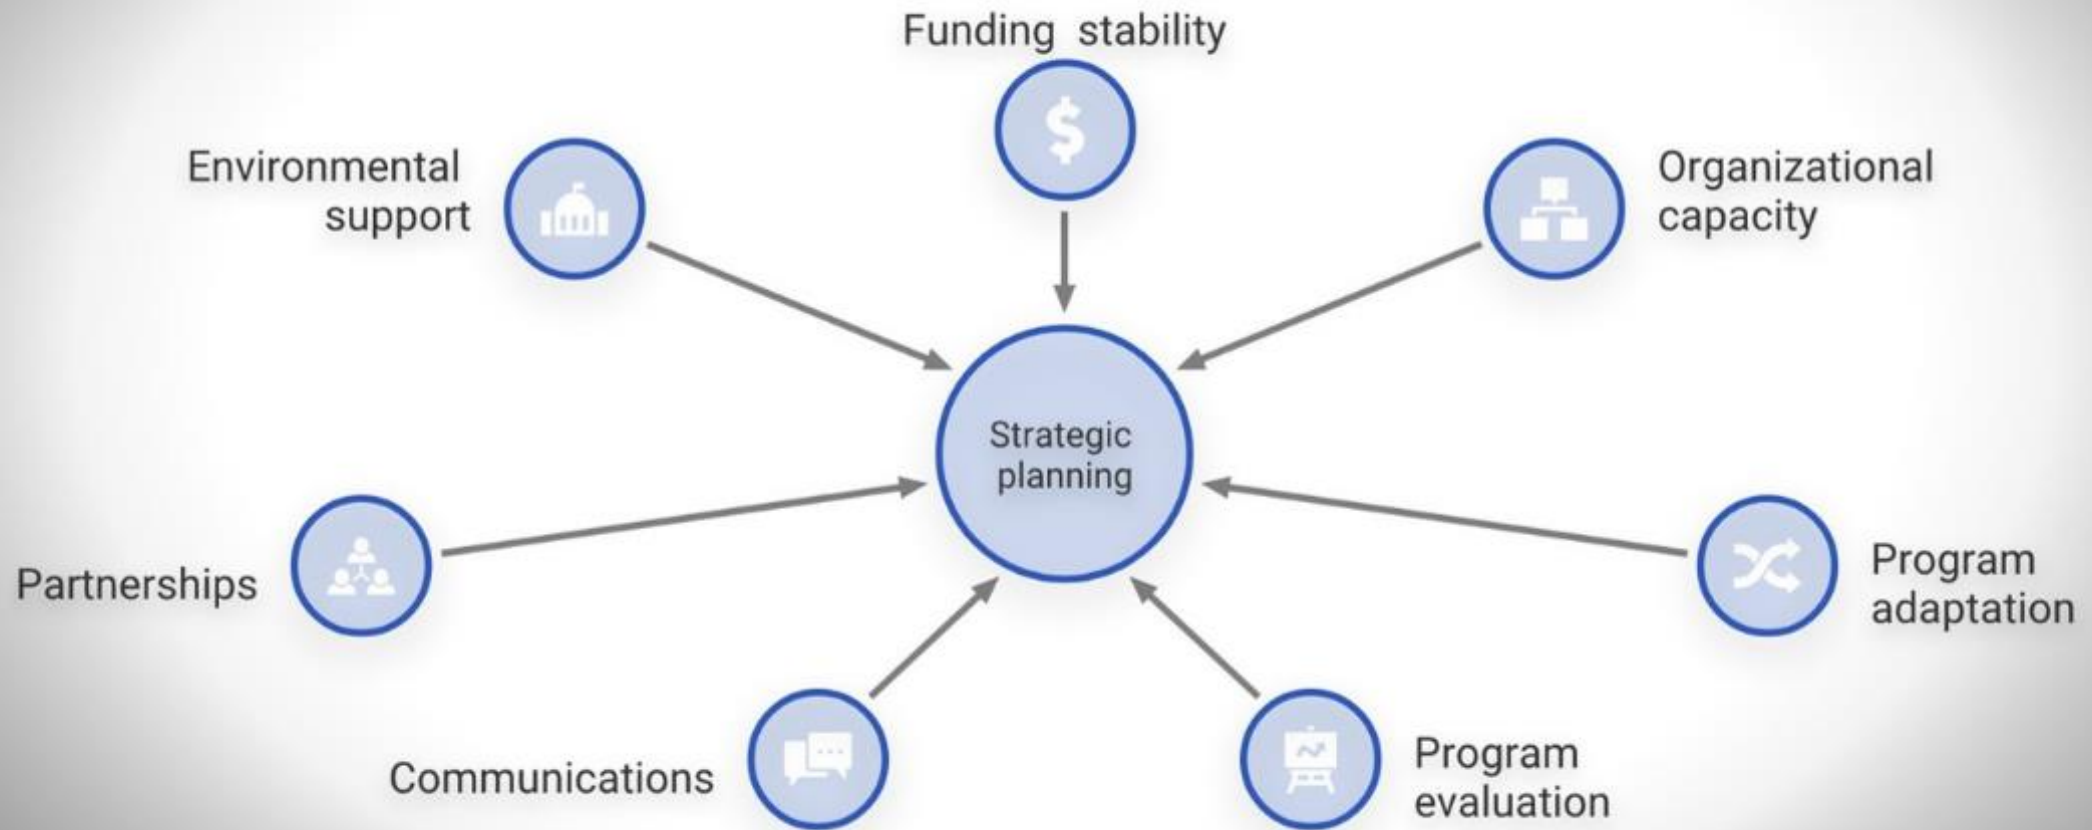 Funding stability
Environmental
support
Organizational
capacity
Strategic
planning
Partnerships
Program
adaptation
Communications
Program
evaluation